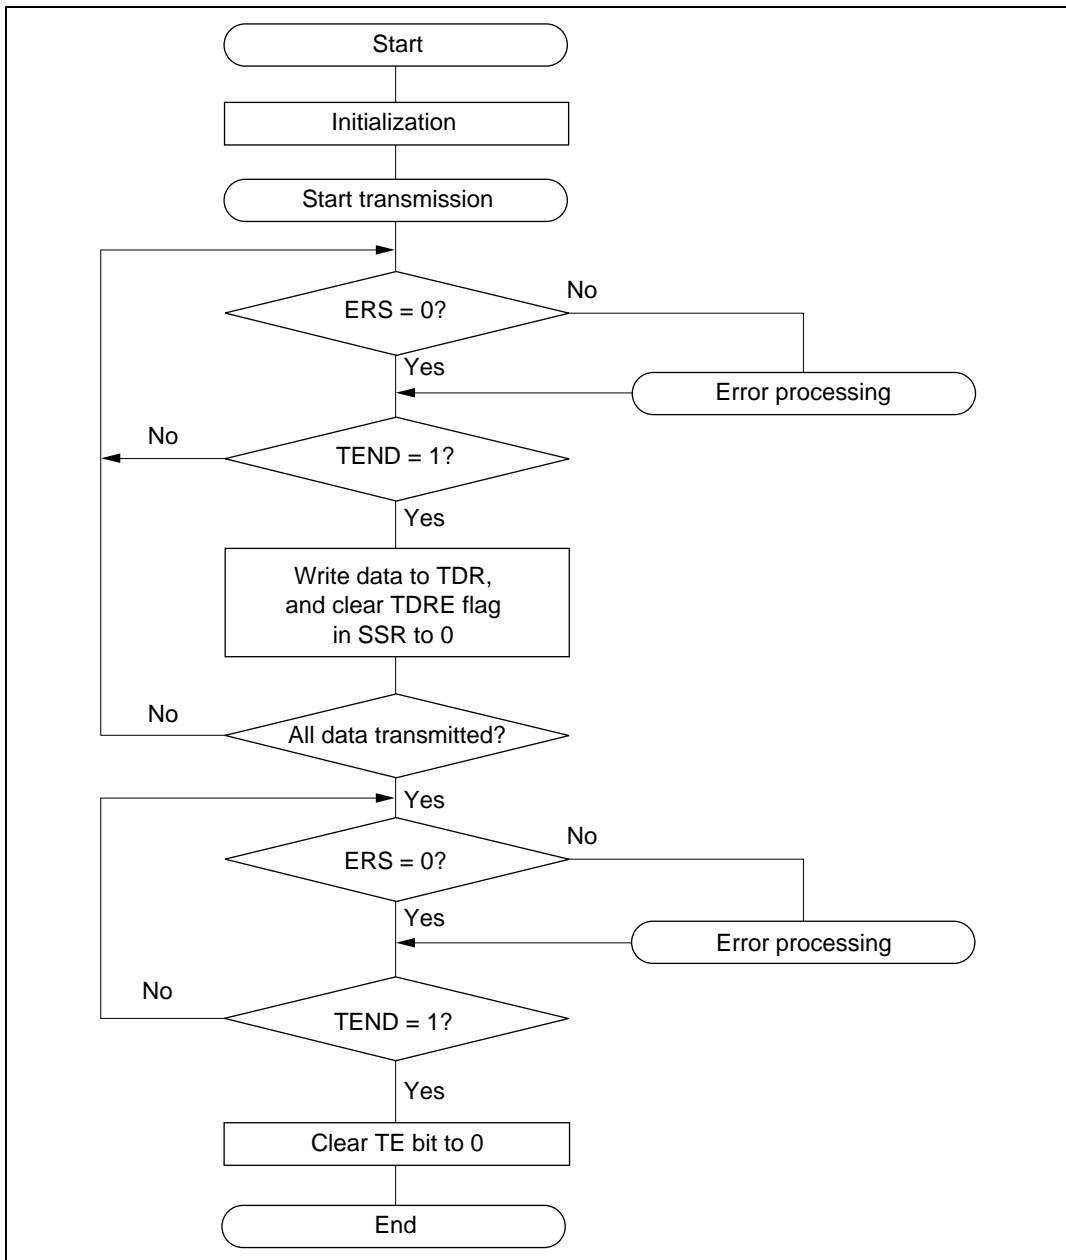 Start
Initialization
Start transmission
ERS = 0?
No
Yes
Error processing
No
TEND = 1?
Yes
Write data to TDR,
and clear TDRE flag
in SSR to 0
No
All data transmitted?
Yes
ERS = 0?
No
Yes
Error processing
No
TEND = 1?
Yes
Clear TE bit to 0
End